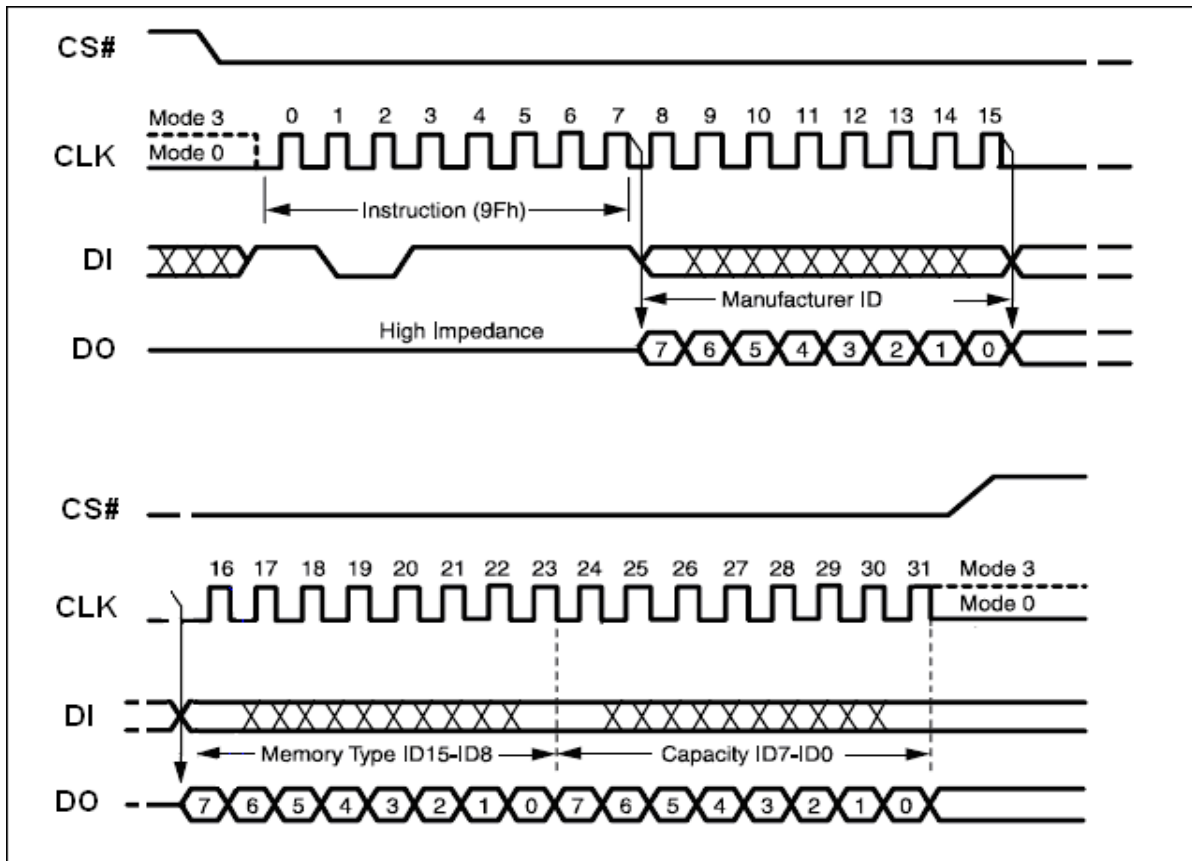 CS#
Mode 3 0 1 2 3 4 5 6 7 8 9 10 11 12 13 14 15
CLK Mode 0
Instruction (9Fh)
DI
Manufacturer ID
High Impedance
DO 7 6 5 4 3 2 1 0
CS#
16 17 18 19 20 21 22 23 24 25 26 27 28 29 30 31 Mode 3
CLK Mode 0
DI
Memory Type ID15-ID8 Capacity ID7-ID0
DO 7 6 5 4 3 2 1 0 7 6 5 4 3 2 1 0